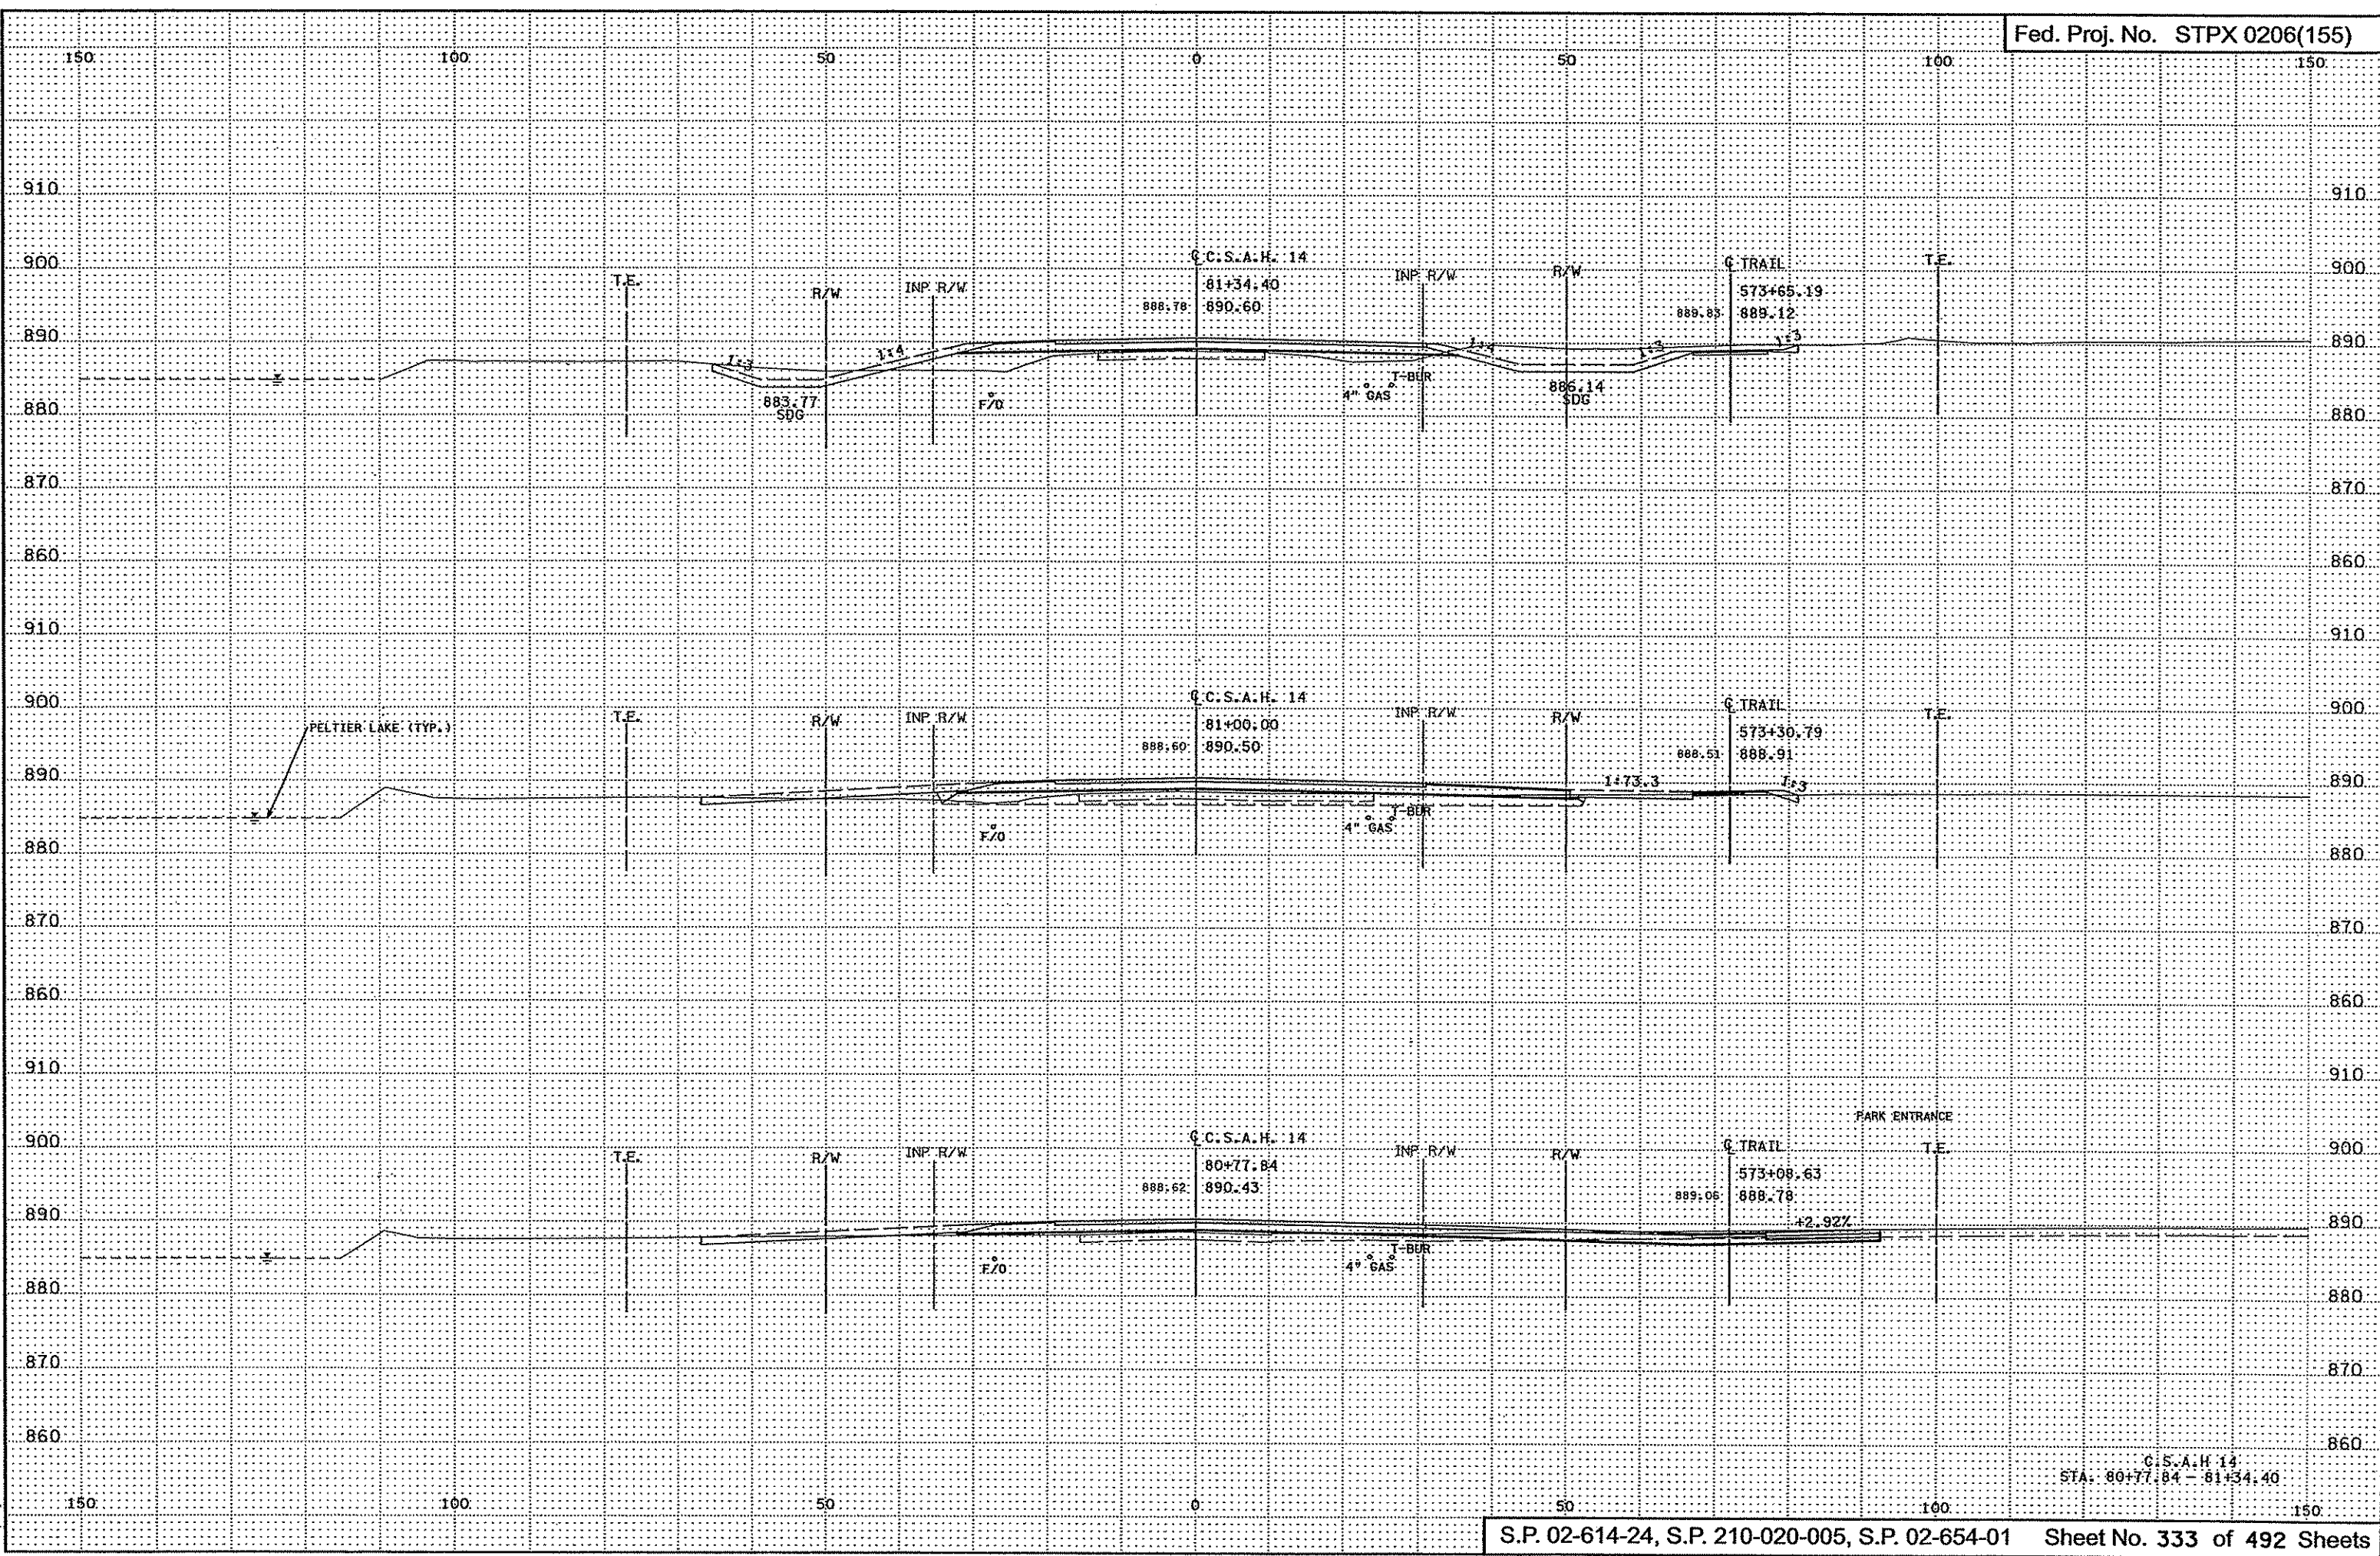 Fed. Proj. No. STPX 0206(155)
150 100 50 0 50 100 150
910 910
900 900
T.E. R/W INP R/W ℄ C.S.A.H. 14 INP R/W R/W ℄ TRAIL T.E.
81+34.40 573+65.19
888.78 890.60 889.83 889.12
890 890
1:3 1:4 1:4 1:3 1:3
883.77 SDG F/O 4" GAS T-BUR 886.14 SDG
880 880
870 870
860 860
910 910
900 900
PELTIER LAKE (TYP.)
T.E. R/W INP R/W ℄ C.S.A.H. 14 INP R/W R/W ℄ TRAIL T.E.
81+00.00 573+30.79
888.60 890.50 888.51 888.91
890 890
1:73.3 1:3
F/O 4" GAS T-BUR
880 880
870 870
860 860
910 910
PARK ENTRANCE
900 900
T.E. R/W INP R/W ℄ C.S.A.H. 14 INP R/W R/W ℄ TRAIL T.E.
80+77.84 573+08.63
888.62 890.43 889.06 888.78
890 890
+2.92%
F/O 4" GAS T-BUR
880 880
870 870
860 860
C.S.A.H 14
STA. 80+77.84 - 81+34.40
150 100 50 0 50 100 150
S.P. 02-614-24, S.P. 210-020-005, S.P. 02-654-01 Sheet No. 333 of 492 Sheets